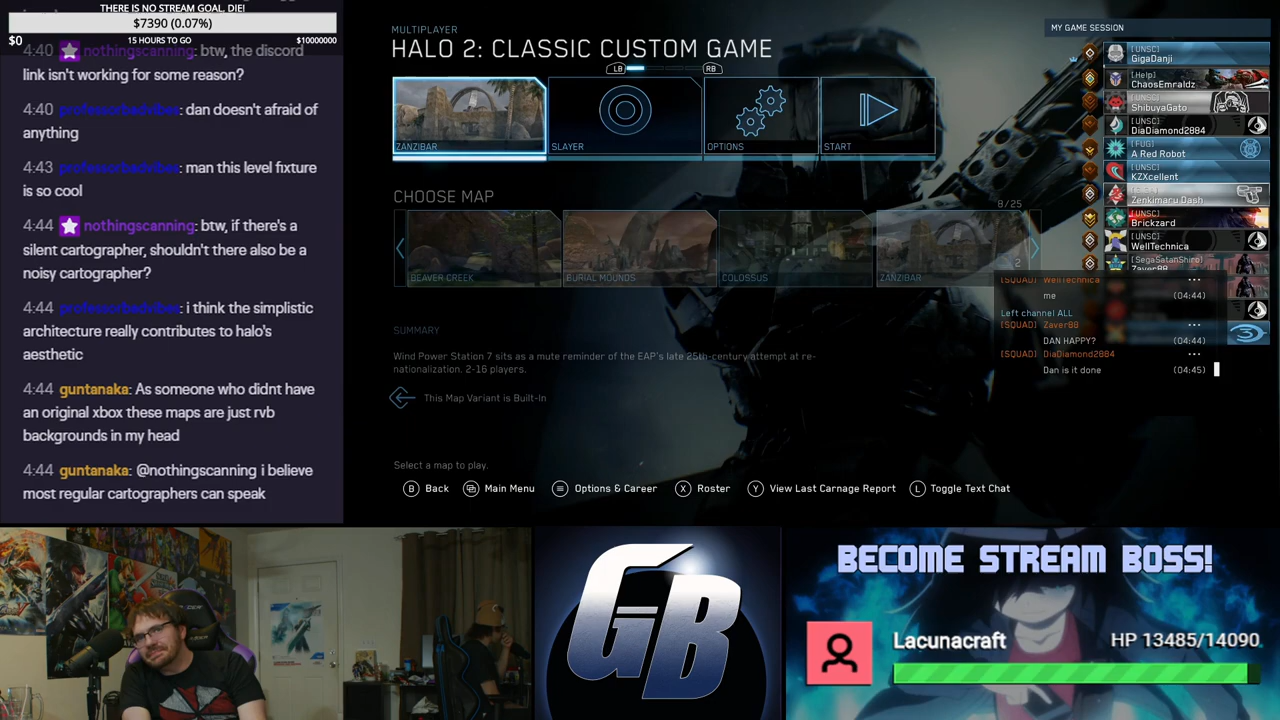 THERE IS NO STREAM GOAL. DIE!
$7390 (0.07%)
$0 15 HOURS TO GO $10000000
4:40 nothingscanning: btw, the discord
link isn't working for some reason?
4:40 professorbadvibes: dan doesn't afraid of
anything
4:43 professorbadvibes: man this level fixture
is so cool
4:44 nothingscanning: btw, if there's a
silent cartographer, shouldn't there also be a
noisy cartographer?
4:44 professorbadvibes: i think the simplistic
architecture really contributes to halo's
aesthetic
4:44 guntanaka: As someone who didnt have
an original xbox these maps are just rvb
backgrounds in my head
4:44 guntanaka: @nothingscanning i believe
most regular cartographers can speak
MULTIPLAYER
HALO 2: CLASSIC CUSTOM GAME
LB RB
ZANZIBAR SLAYER OPTIONS START
CHOOSE MAP
8/25
BEAVER CREEK BURIAL MOUNDS COLOSSUS ZANZIBAR
SUMMARY
Wind Power Station 7 sits as a mute reminder of the EAP's late 25th-century attempt at re-
nationalization. 2-16 players.
This Map Variant is Built-In
Select a map to play.
B Back Main Menu Options & Career X Roster Y View Last Carnage Report L Toggle Text Chat
MY GAME SESSION
[UNSC]
GigaDanji
[Help]
ChaosEmraldz
[UNSC]
ShibuyaGato
DiaDiamond2884
[FUG]
A Red Robot
[UNSC]
KZXcellent
Zenkimaru Dash
[UNSC]
Brickzard
[UNSC]
WellTechnica
[SegaSatanShiro]
Zaver88
[SQUAD] WellTechnica ...
me (04:44)
Left channel ALL
[SQUAD] Zaver88 ...
DAN HAPPY? (04:44)
[SQUAD] DiaDiamond2884 ...
Dan is it done (04:45)
GB
BECOME STREAM BOSS!
Lacunacraft HP 13485/14090